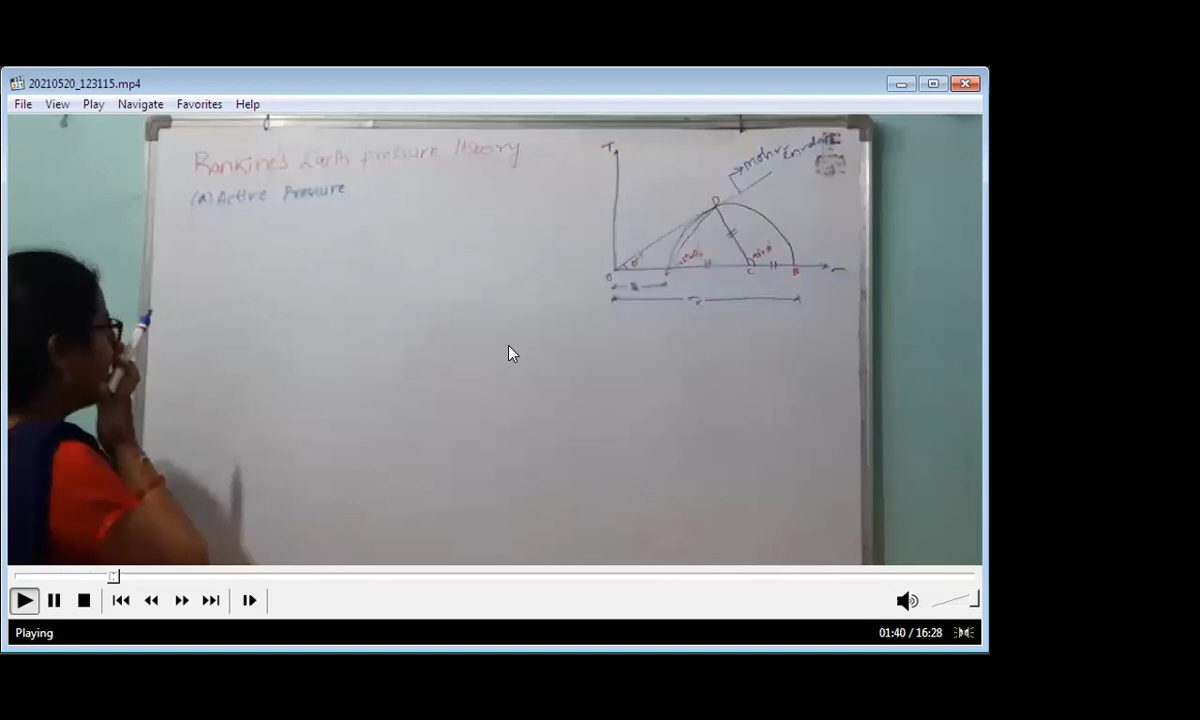 20210520_123115.mp4
File View Play Navigate Favorites Help
Rankine's Earth pressure theory
(a) Active Pressure
Mohr Envelope
T
D
O
C
B
Playing
01:40 / 16:28